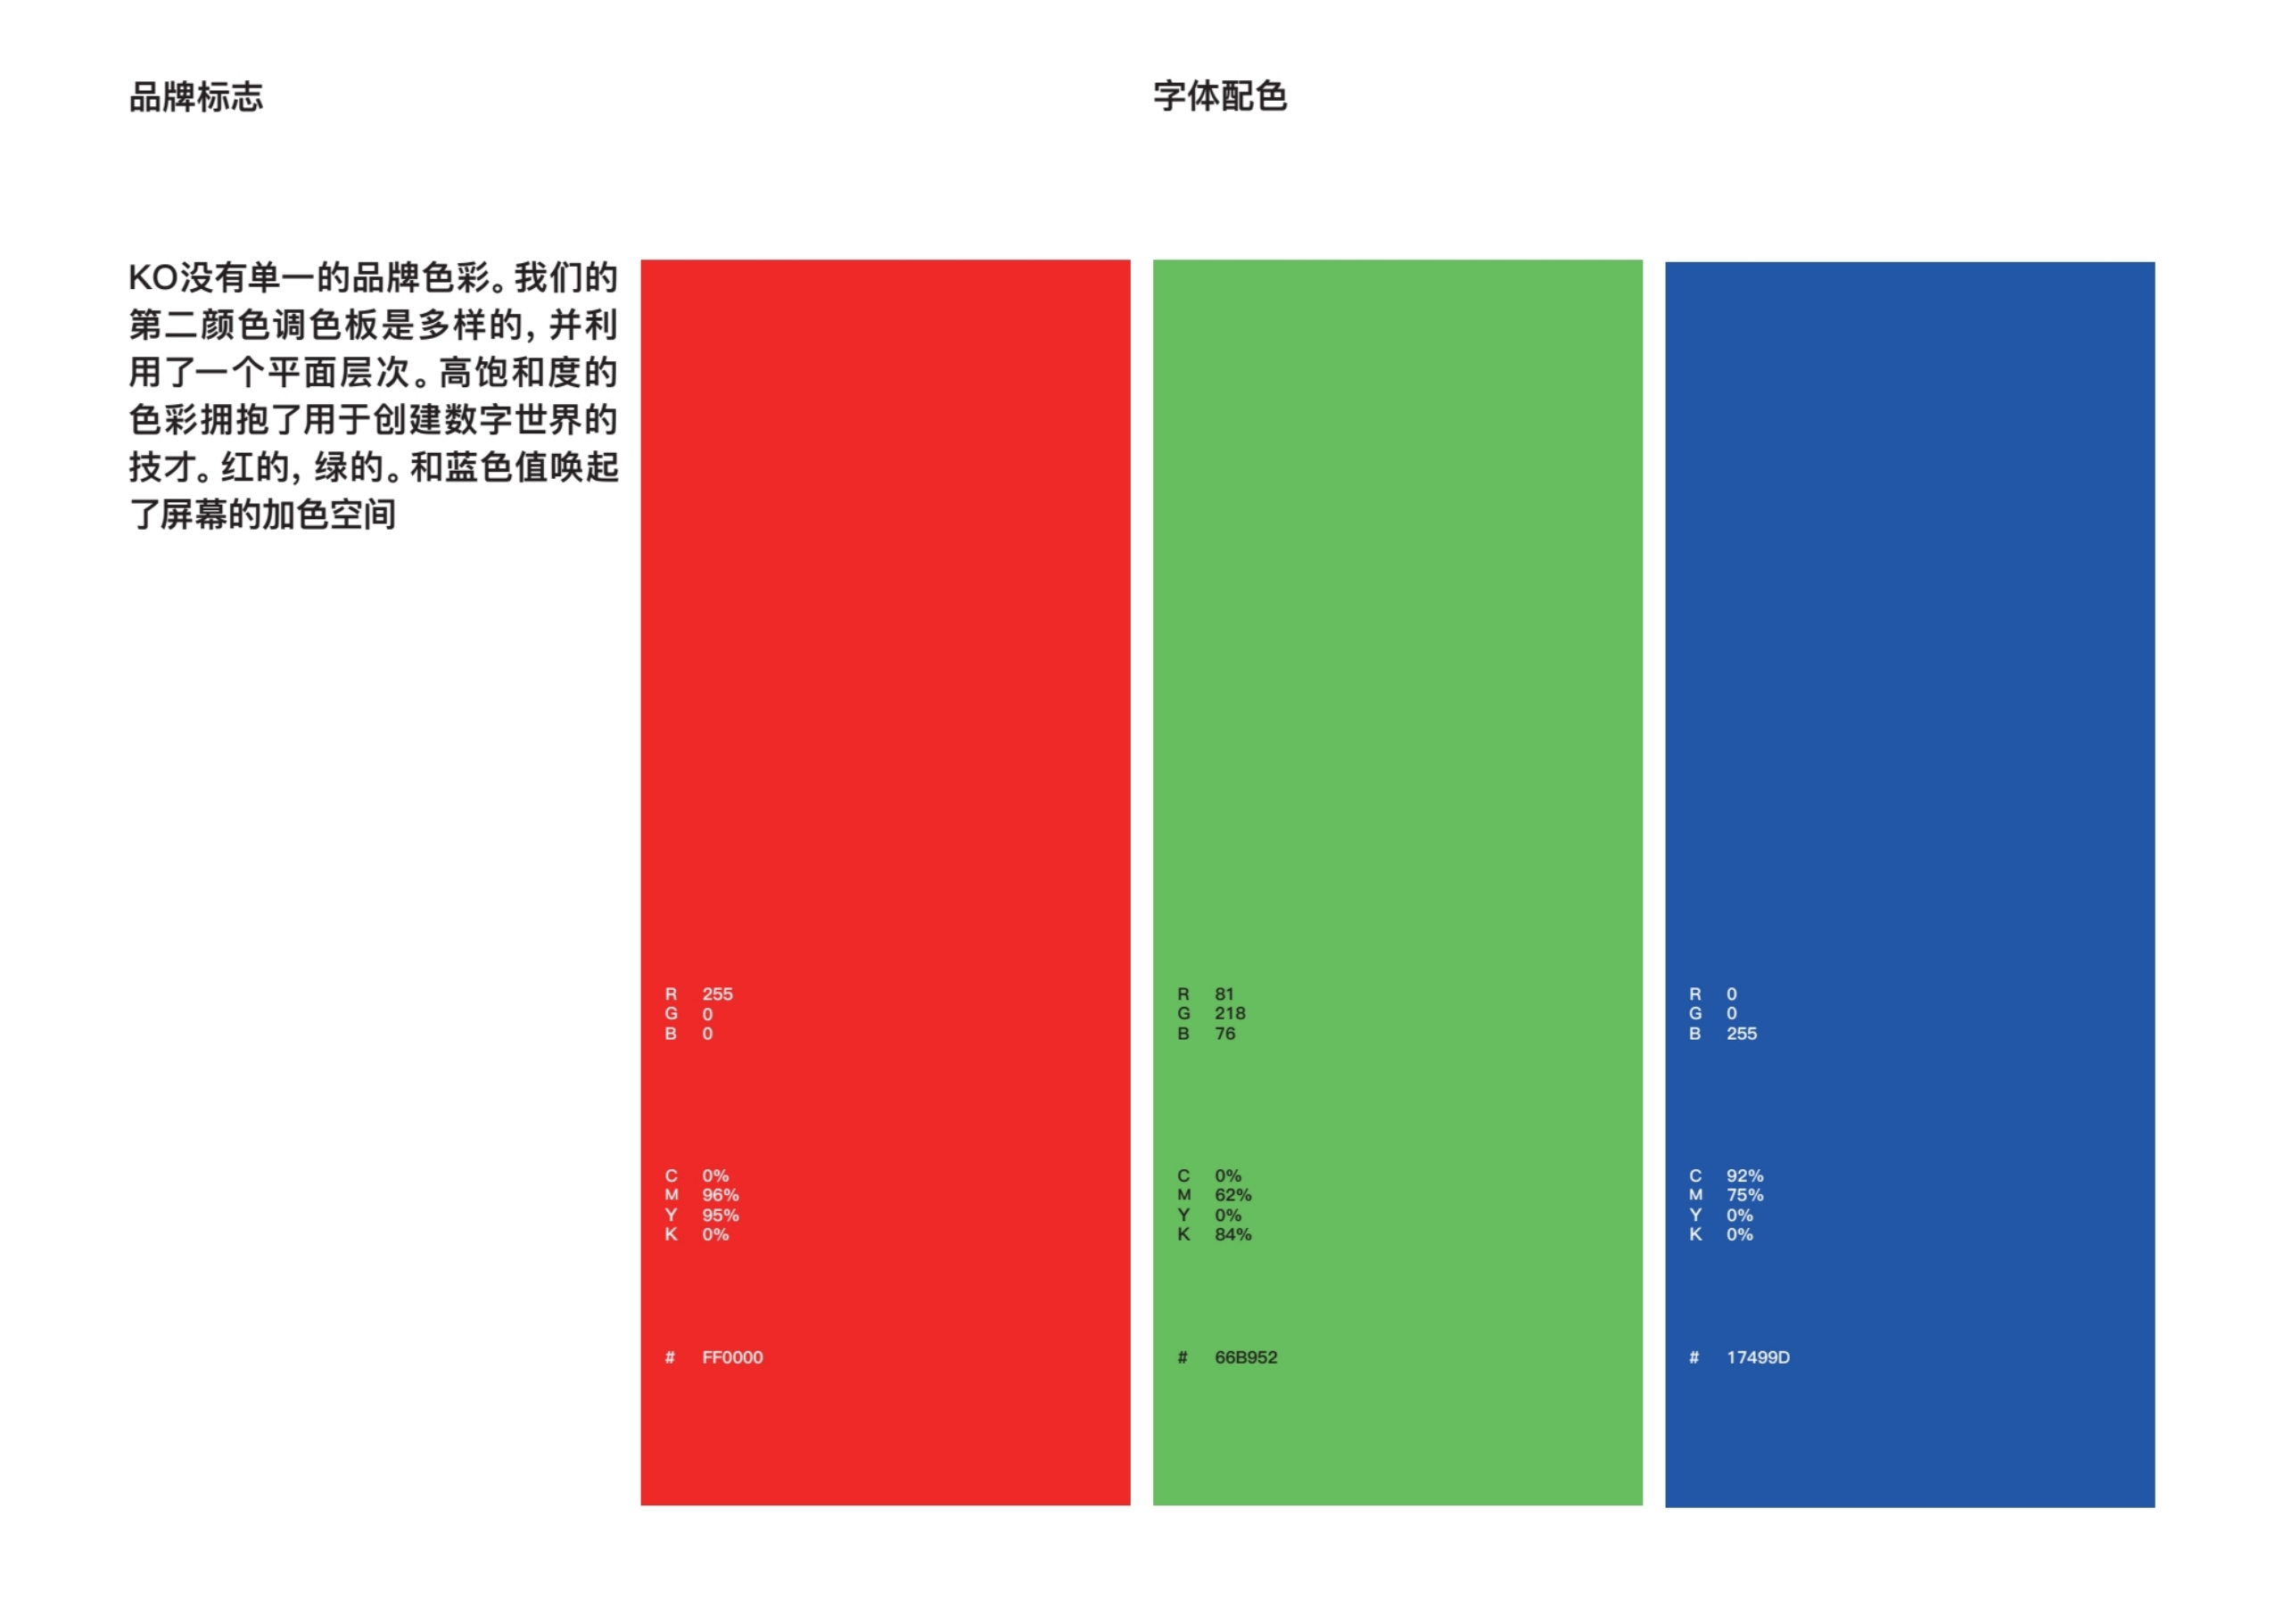 品牌标志
字体配色
KO没有单一的品牌色彩。我们的
第二颜色调色板是多样的，并利
用了一个平面层次。高饱和度的
色彩拥抱了用于创建数字世界的
技才。红的，绿的。和蓝色值唤起
了屏幕的加色空间
R 255
G 0
B 0
C 0%
M 96%
Y 95%
K 0%
# FF0000
R 81
G 218
B 76
C 0%
M 62%
Y 0%
K 84%
# 66B952
R 0
G 0
B 255
C 92%
M 75%
Y 0%
K 0%
# 17499D